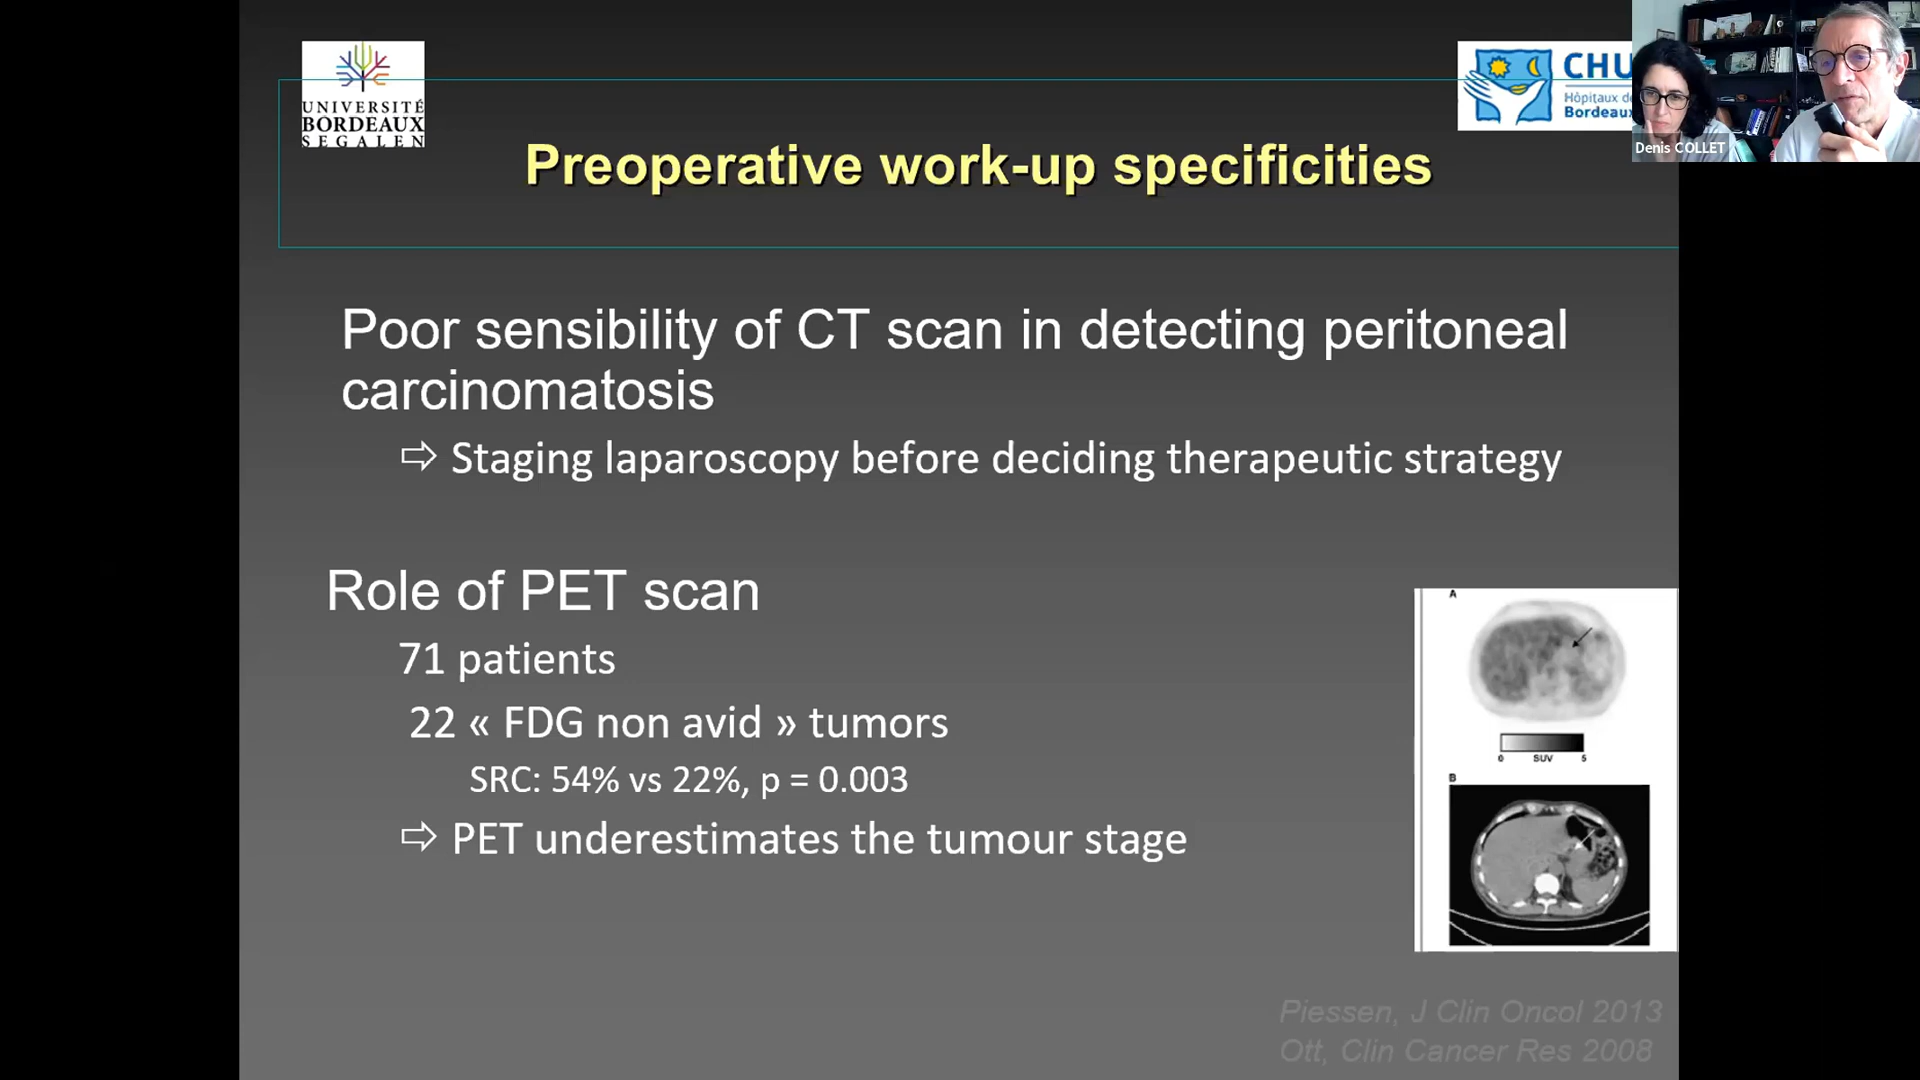 UNIVERSITÉ
BORDEAUX
SEGALEN
CHU
Hôpitaux de
Bordeaux
Denis COLLET
Preoperative work-up specificities
Poor sensibility of CT scan in detecting peritoneal
carcinomatosis
⇨ Staging laparoscopy before deciding therapeutic strategy
Role of PET scan
71 patients
22 « FDG non avid » tumors
SRC: 54% vs 22%, p = 0.003
⇨ PET underestimates the tumour stage
A
0 SUV 5
B
Piessen, J Clin Oncol 2013
Ott, Clin Cancer Res 2008